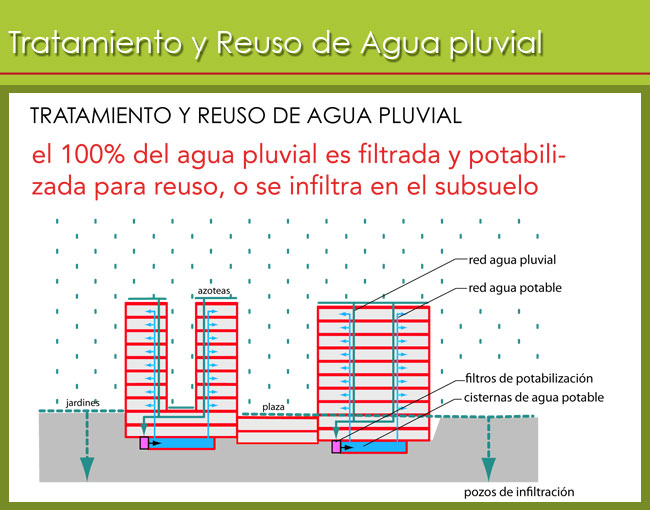 Tratamiento y Reuso de Agua pluvial
TRATAMIENTO Y REUSO DE AGUA PLUVIAL
el 100% del agua pluvial es filtrada y potabili-
zada para reuso, o se infiltra en el subsuelo
red agua pluvial
azoteas
red agua potable
filtros de potabilización
cisternas de agua potable
jardines
plaza
pozos de infiltración